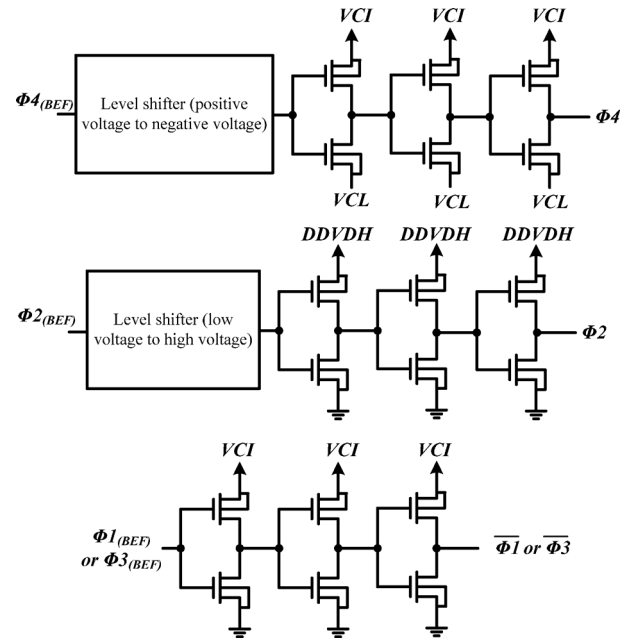 VCI VCI VCI
Φ4(BEF)
Level shifter (positive
voltage to negative voltage)
Φ4
VCL VCL VCL
DDVDH DDVDH DDVDH
Φ2(BEF)
Level shifter (low
voltage to high voltage)
Φ2
VCI VCI VCI
Φ1(BEF)
or Φ3(BEF)
Φ1̅ or Φ3̅